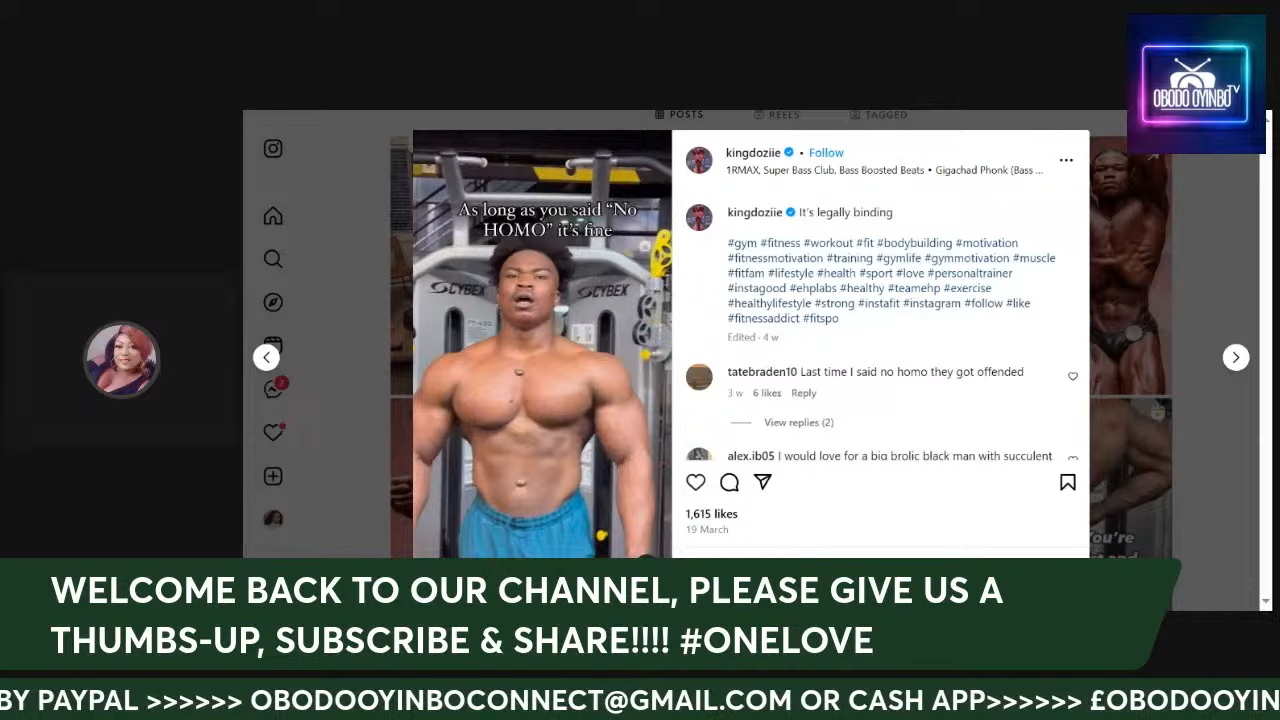 OBODO OYINBO TV
POSTS REELS TAGGED
kingdoziie • Follow
1RMAX, Super Bass Club, Bass Boosted Beats • Gigachad Phonk (Bass ...
As long as you said “No
HOMO” it's fine
CYBEX CYBEX
kingdoziie It's legally binding
#gym #fitness #workout #fit #bodybuilding #motivation
#fitnessmotivation #training #gymlife #gymmotivation #muscle
#fitfam #lifestyle #health #sport #love #personaltrainer
#instagood #ehplabs #healthy #teamehp #exercise
#healthylifestyle #strong #instafit #instagram #follow #like
#fitnessaddict #fitspo
Edited · 4 w
tatebraden10 Last time I said no homo they got offended
3 w 6 likes Reply
View replies (2)
alex.ib05 I would love for a big brolic black man with succulent
1,615 likes
19 March
You're
WELCOME BACK TO OUR CHANNEL, PLEASE GIVE US A
THUMBS-UP, SUBSCRIBE & SHARE!!!! #ONELOVE
BY PAYPAL >>>>>> OBODOOYINBOCONNECT@GMAIL.COM OR CASH APP>>>>>> £OBODOOYIN